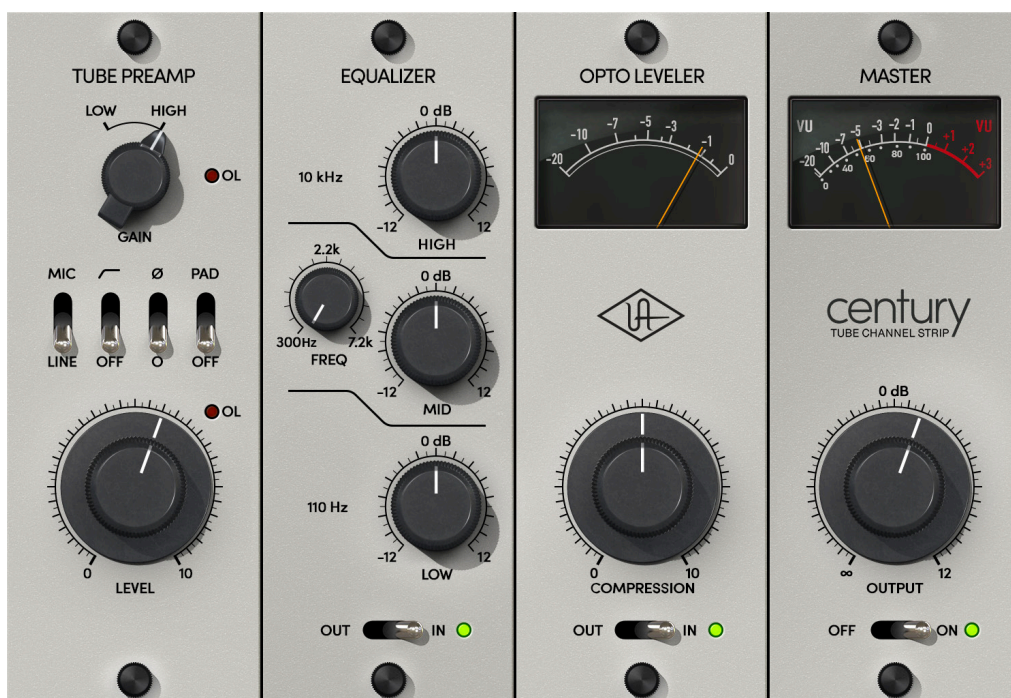 TUBE PREAMP
LOW HIGH
OL
GAIN
MIC Ø PAD
LINE OFF O OFF
OL
0 10
LEVEL
EQUALIZER
0 dB
10 kHz
-12 12
HIGH
2.2k
300Hz 7.2k
FREQ
0 dB
-12 12
MID
0 dB
110 Hz
-12 12
LOW
OUT IN
OPTO LEVELER
-20 -10 -7 -5 -3 -1 0
UA
0 10
COMPRESSION
OUT IN
MASTER
VU VU
-20 -10 -7 -5 -3 -2 -1 0 +1 +2 +3
0 40 60 80 100
century
TUBE CHANNEL STRIP
0 dB
∞ 12
OUTPUT
OFF ON